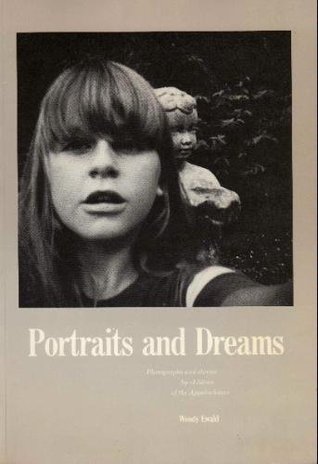 Portraits and Dreams
Photographs and stories
by children
of the Appalachians
Wendy Ewald